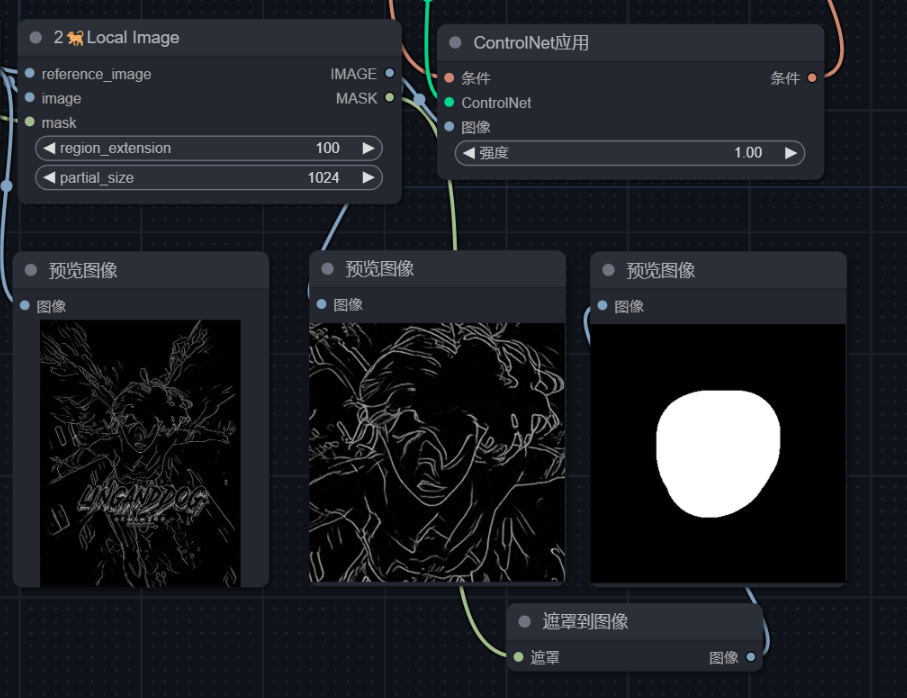 2🐕Local Image
reference_image
IMAGE
image
MASK
mask
region_extension
100
partial_size
1024
ControlNet应用
条件
条件
ControlNet
图像
强度
1.00
预览图像
图像
LINGANDDOG
预览图像
图像
预览图像
图像
遮罩到图像
遮罩
图像